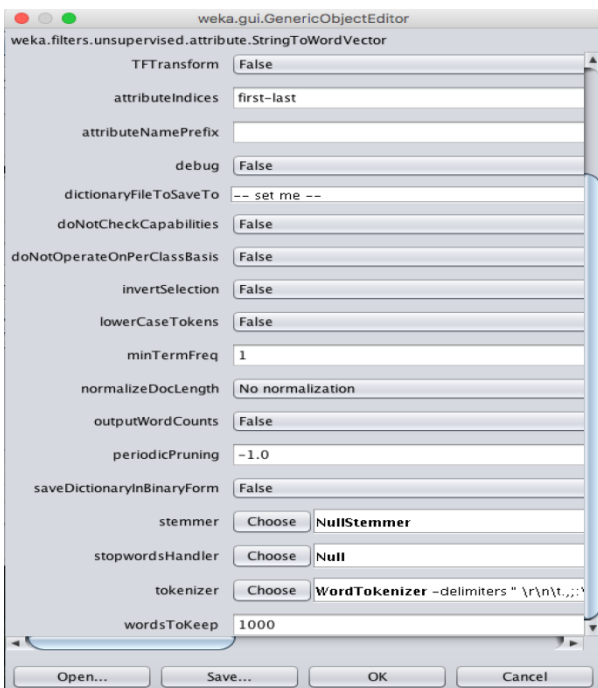 weka.gui.GenericObjectEditor
weka.filters.unsupervised.attribute.StringToWordVector
TFTransform False
attributeIndices first-last
attributeNamePrefix
debug False
dictionaryFileToSaveTo -- set me --
doNotCheckCapabilities False
doNotOperateOnPerClassBasis False
invertSelection False
lowerCaseTokens False
minTermFreq 1
normalizeDocLength No normalization
outputWordCounts False
periodicPruning -1.0
saveDictionaryInBinaryForm False
stemmer Choose NullStemmer
stopwordsHandler Choose Null
tokenizer Choose WordTokenizer -delimiters " \r\n\t.,;:\
wordsToKeep 1000
Open... Save... OK Cancel